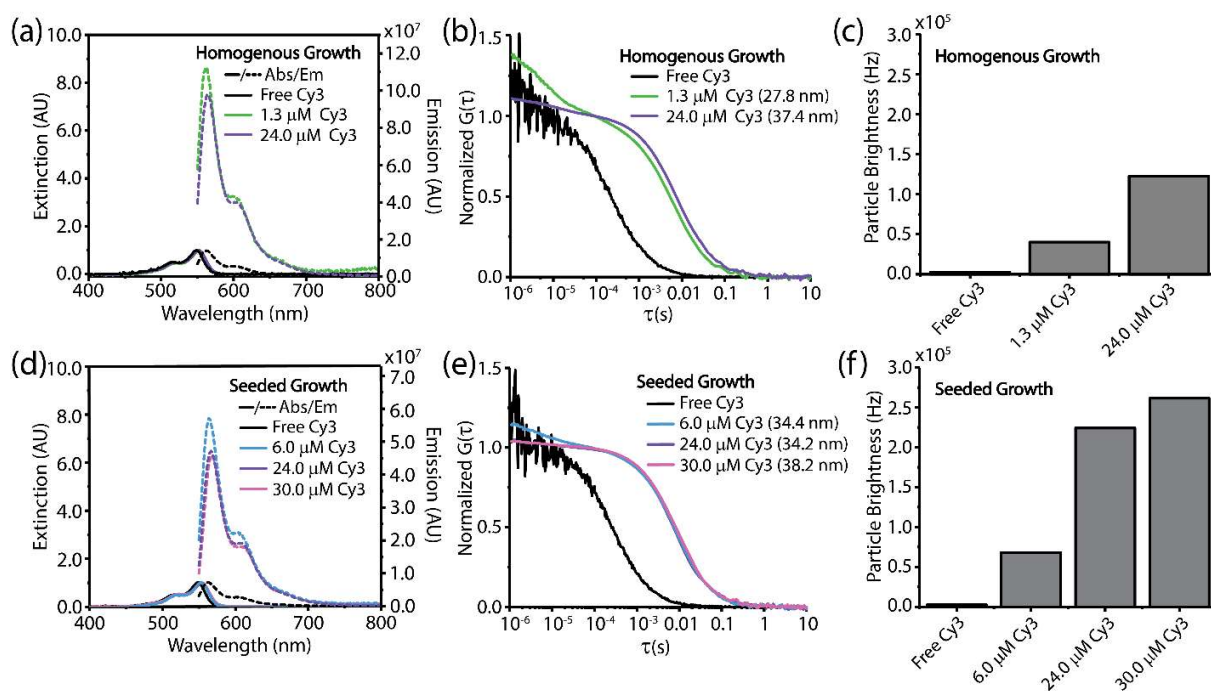 (a)
x10⁷
10.0
8.0
6.0
4.0
2.0
0.0
Extinction (AU)
Homogenous Growth
–/--- Abs/Em
Free Cy3
1.3 μM Cy3
24.0 μM Cy3
12.0
10.0
8.0
6.0
4.0
2.0
0.0
Emission (AU)
400 500 600 700 800
Wavelength (nm)
(b)
1.5
1.0
0.5
0.0
Normalized G(τ)
Homogenous Growth
Free Cy3
1.3 μM Cy3 (27.8 nm)
24.0 μM Cy3 (37.4 nm)
10⁻⁶ 10⁻⁵ 10⁻⁴ 10⁻³ 0.01 0.1 1 10
τ(s)
(c)
x10⁵
3.0
2.5
2.0
1.5
1.0
0.5
0.0
Particle Brightness (Hz)
Homogenous Growth
Free Cy3
1.3 μM Cy3
24.0 μM Cy3
(d)
x10⁷
10.0
8.0
6.0
4.0
2.0
0.0
Extinction (AU)
Seeded Growth
–/--- Abs/Em
Free Cy3
6.0 μM Cy3
24.0 μM Cy3
30.0 μM Cy3
7.0
6.0
5.0
4.0
3.0
2.0
1.0
0.0
Emission (AU)
400 500 600 700 800
Wavelength (nm)
(e)
1.5
1.0
0.5
0.0
Normalized G(τ)
Seeded Growth
Free Cy3
6.0 μM Cy3 (34.4 nm)
24.0 μM Cy3 (34.2 nm)
30.0 μM Cy3 (38.2 nm)
10⁻⁶ 10⁻⁵ 10⁻⁴ 10⁻³ 0.01 0.1 1 10
τ(s)
(f)
x10⁵
3.0
2.5
2.0
1.5
1.0
0.5
0.0
Particle Brightness (Hz)
Seeded Growth
Free Cy3
6.0 μM Cy3
24.0 μM Cy3
30.0 μM Cy3